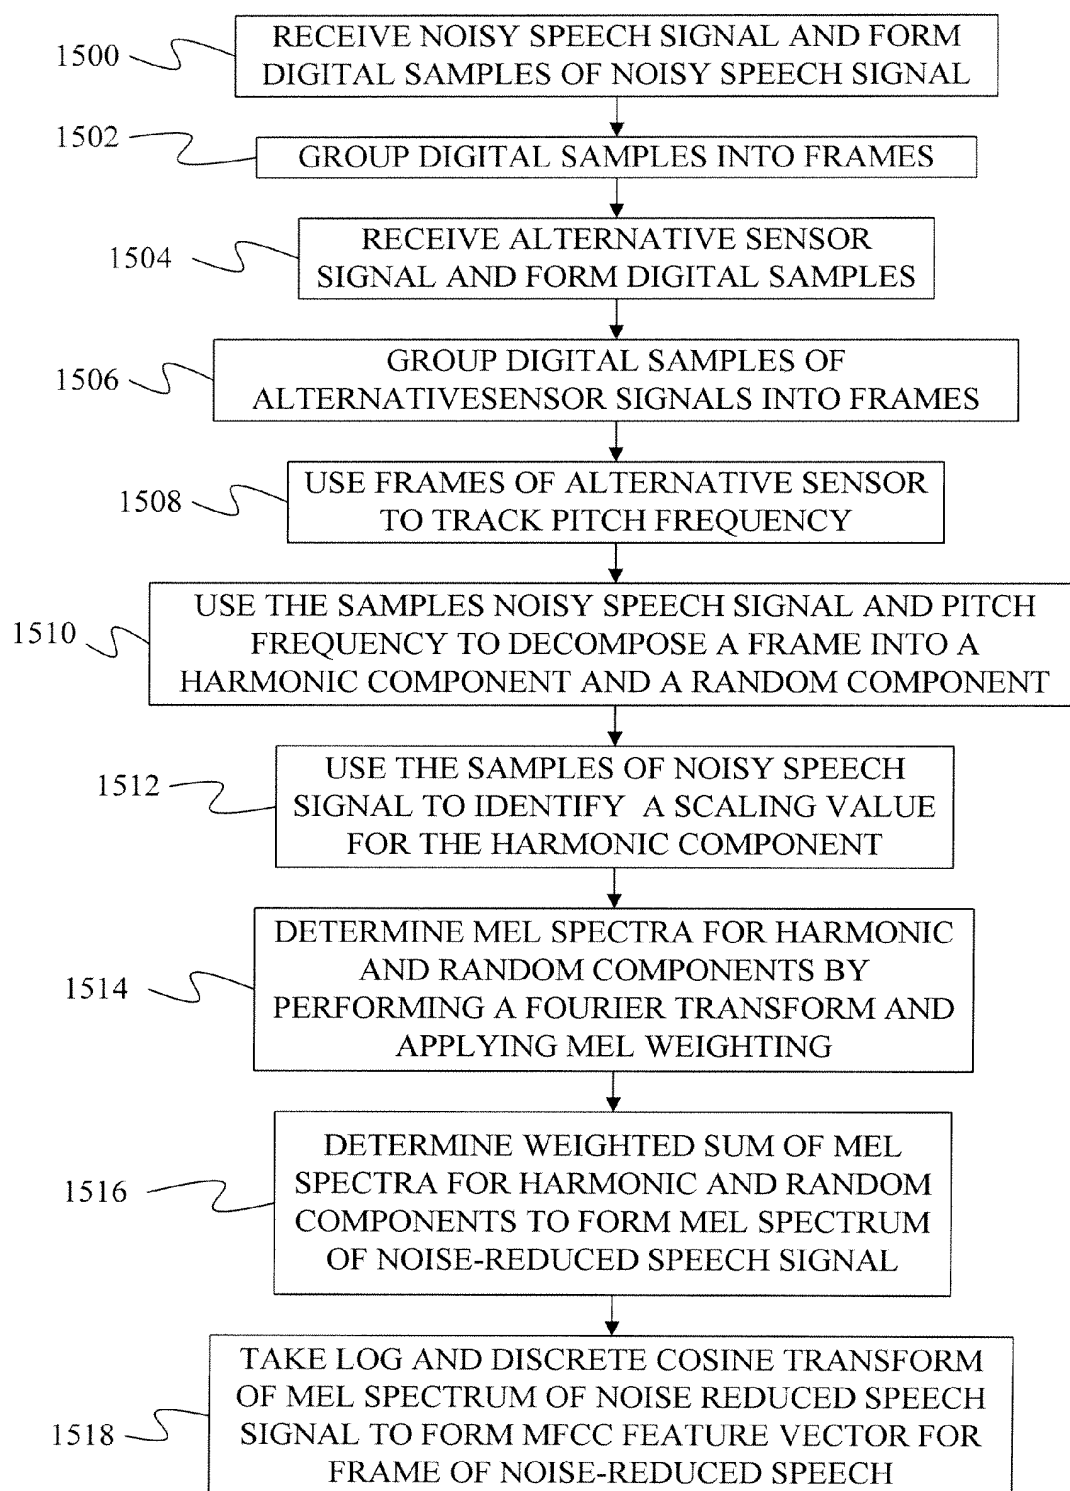 1500
RECEIVE NOISY SPEECH SIGNAL AND FORM
DIGITAL SAMPLES OF NOISY SPEECH SIGNAL
1502
GROUP DIGITAL SAMPLES INTO FRAMES
1504
RECEIVE ALTERNATIVE SENSOR
SIGNAL AND FORM DIGITAL SAMPLES
1506
GROUP DIGITAL SAMPLES OF
ALTERNATIVESENSOR SIGNALS INTO FRAMES
1508
USE FRAMES OF ALTERNATIVE SENSOR
TO TRACK PITCH FREQUENCY
1510
USE THE SAMPLES NOISY SPEECH SIGNAL AND PITCH
FREQUENCY TO DECOMPOSE A FRAME INTO A
HARMONIC COMPONENT AND A RANDOM COMPONENT
1512
USE THE SAMPLES OF NOISY SPEECH
SIGNAL TO IDENTIFY A SCALING VALUE
FOR THE HARMONIC COMPONENT
1514
DETERMINE MEL SPECTRA FOR HARMONIC
AND RANDOM COMPONENTS BY
PERFORMING A FOURIER TRANSFORM AND
APPLYING MEL WEIGHTING
1516
DETERMINE WEIGHTED SUM OF MEL
SPECTRA FOR HARMONIC AND RANDOM
COMPONENTS TO FORM MEL SPECTRUM
OF NOISE-REDUCED SPEECH SIGNAL
1518
TAKE LOG AND DISCRETE COSINE TRANSFORM
OF MEL SPECTRUM OF NOISE REDUCED SPEECH
SIGNAL TO FORM MFCC FEATURE VECTOR FOR
FRAME OF NOISE-REDUCED SPEECH